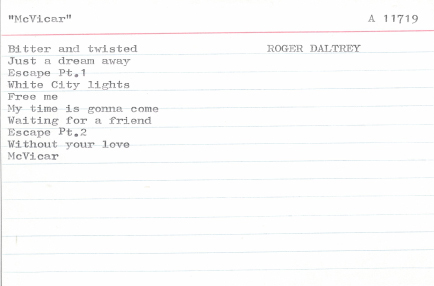 "McVicar" A 11719
Bitter and twisted ROGER DALTREY
Just a dream away
Escape Pt.1
White City lights
Free me
My time is gonna come
Waiting for a friend
Escape Pt.2
Without your love
McVicar